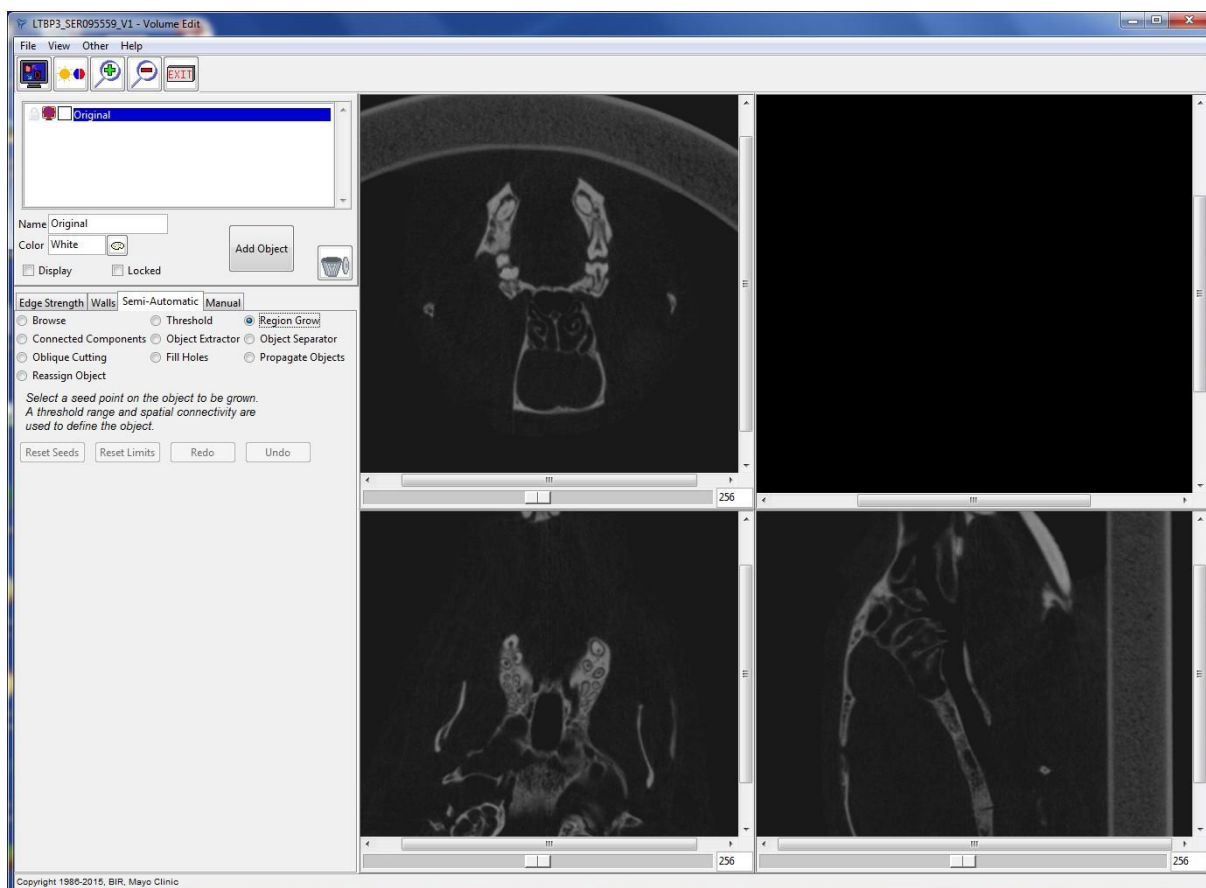 LTBP3_SER095559_V1 - Volume Edit
File View Other Help
EXIT
Original
Name Original
Color White
Add Object
Display Locked
Edge Strength Walls Semi-Automatic Manual
Browse Threshold Region Grow
Connected Components Object Extractor Object Separator
Oblique Cutting Fill Holes Propagate Objects
Reassign Object
Select a seed point on the object to be grown.
A threshold range and spatial connectivity are
used to define the object.
Reset Seeds Reset Limits Redo Undo
256
256
256
Copyright 1986-2015, BIR, Mayo Clinic